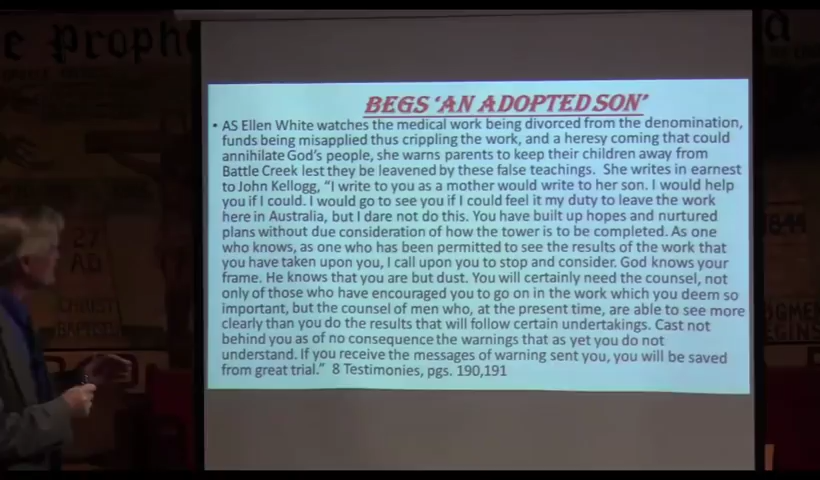 e Prophe
BEGS 'AN ADOPTED SON'
• AS Ellen White watches the medical work being divorced from the denomination,
funds being misapplied thus crippling the work, and a heresy coming that could
annihilate God's people, she warns parents to keep their children away from
Battle Creek lest they be leavened by these false teachings. She writes in earnest
to John Kellogg, "I write to you as a mother would write to her son. I would help
you if I could. I would go to see you if I could feel it my duty to leave the work
here in Australia, but I dare not do this. You have built up hopes and nurtured
plans without due consideration of how the tower is to be completed. As one
who knows, as one who has been permitted to see the results of the work that
you have taken upon you, I call upon you to stop and consider. God knows your
frame. He knows that you are but dust. You will certainly need the counsel, not
only of those who have encouraged you to go on in the work which you deem so
important, but the counsel of men who, at the present time, are able to see more
clearly than you do the results that will follow certain undertakings. Cast not
behind you as of no consequence the warnings that as yet you do not
understand. If you receive the messages of warning sent you, you will be saved
from great trial." 8 Testimonies, pgs. 190,191
27
AD
CHRIST
BAPTISED
1844